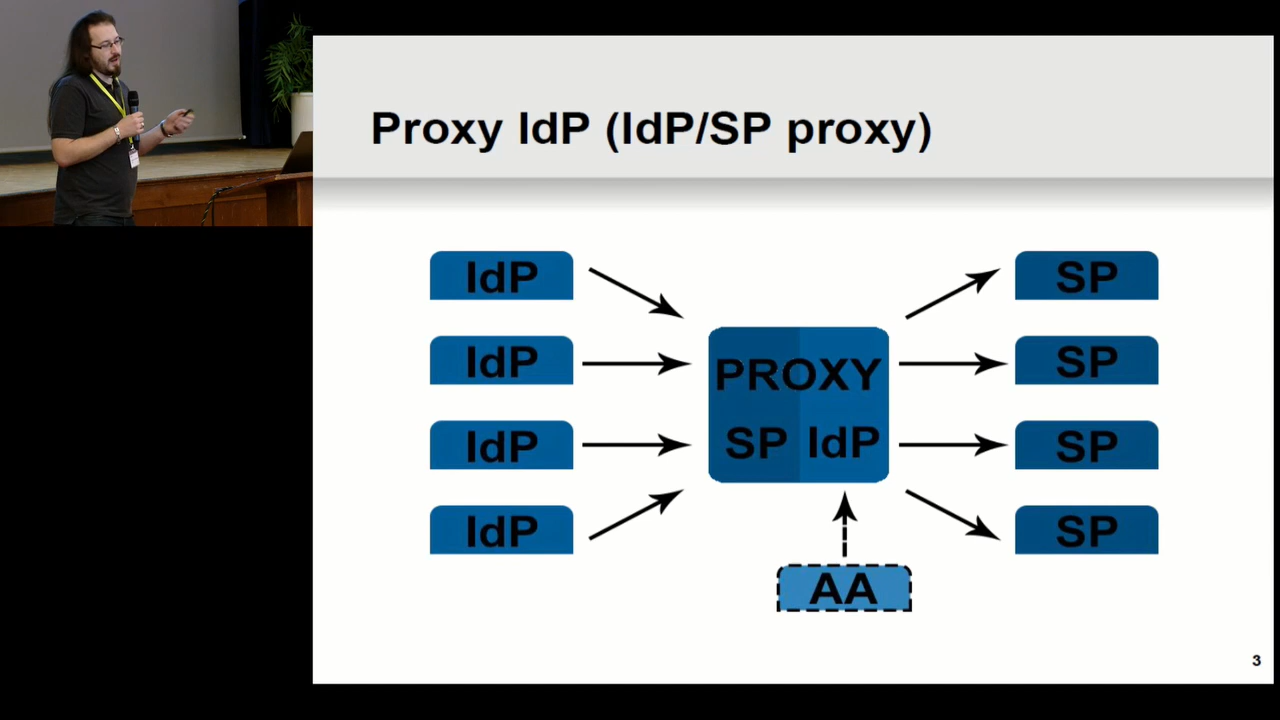 Proxy IdP (IdP/SP proxy)
IdP
SP
IdP
SP
PROXY
SP IdP
IdP
SP
IdP
SP
AA
3